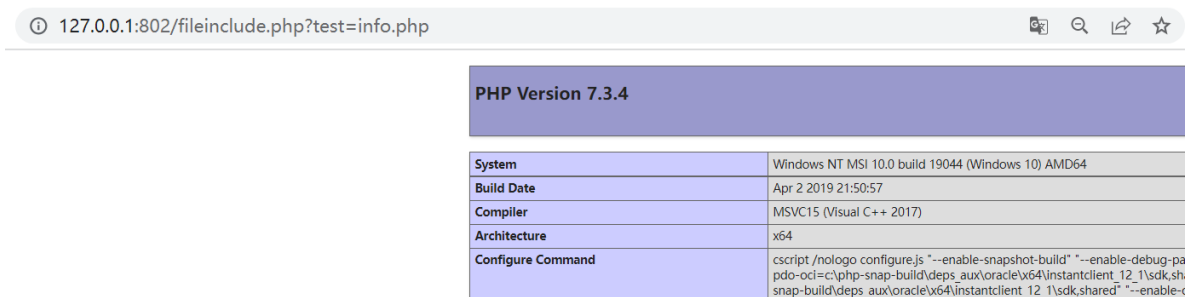 127.0.0.1:802/fileinclude.php?test=info.php
PHP Version 7.3.4
System Windows NT MSI 10.0 build 19044 (Windows 10) AMD64
Build Date Apr 2 2019 21:50:57
Compiler MSVC15 (Visual C++ 2017)
Architecture x64
Configure Command cscript /nologo configure.js "--enable-snapshot-build" "--enable-debug-pa
pdo-oci=c:\php-snap-build\deps_aux\oracle\x64\instantclient_12_1\sdk,sha
snap-build\deps_aux\oracle\x64\instantclient_12_1\sdk,shared" "--enable-o